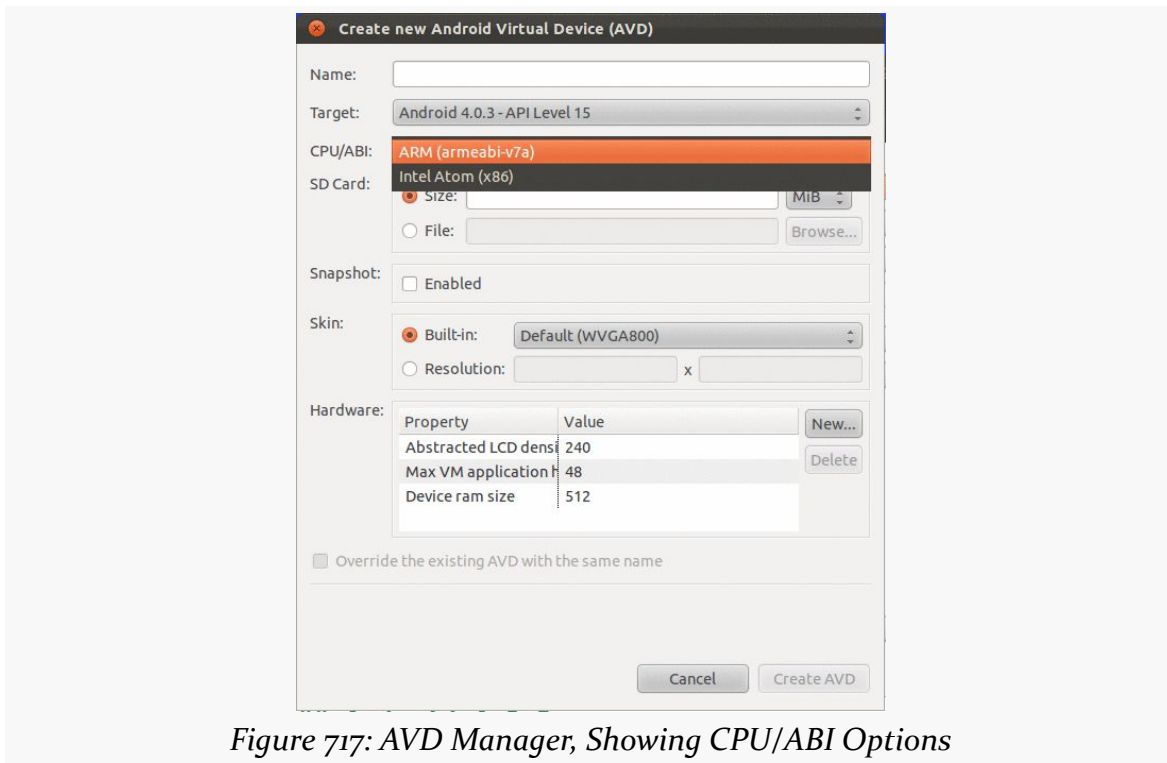 Create new Android Virtual Device (AVD)
Name:
Target: Android 4.0.3 - API Level 15
CPU/ABI: ARM (armeabi-v7a)
Intel Atom (x86)
SD Card:
Size: MiB
File: Browse...
Snapshot:
Enabled
Skin:
Built-in: Default (WVGA800)
Resolution: x
Hardware:
Property Value New...
Abstracted LCD densi 240
Delete
Max VM application h 48
Device ram size 512
Override the existing AVD with the same name
Cancel Create AVD
Figure 717: AVD Manager, Showing CPU/ABI Options